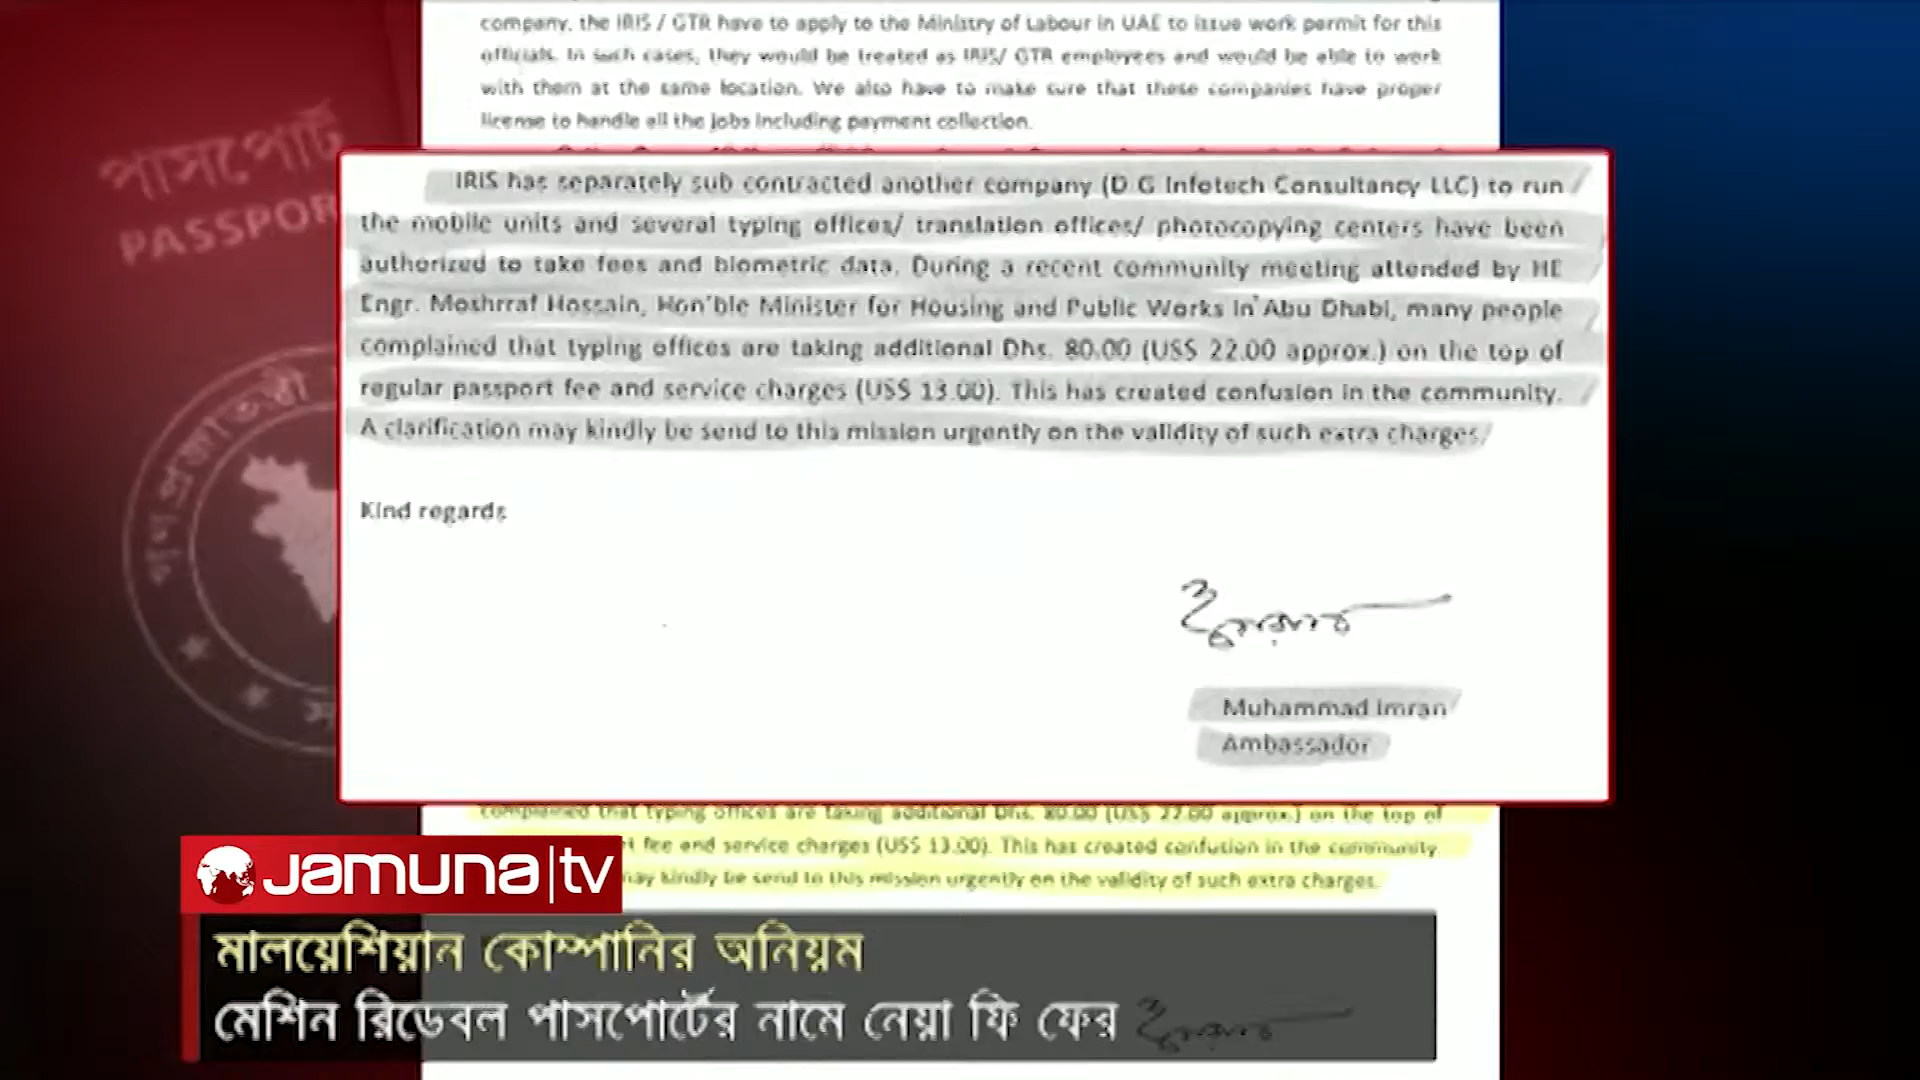 company, the IRIS / GTR have to apply to the Ministry of Labour in UAE to issue work permit for this
officials. In such cases, they would be treated as IRIS/ GTR employees and would be able to work
with them at the same location. We also have to make sure that these companies have proper
license to handle all the jobs including payment collection.
পাসপোর্ট
PASSPOR
গণপ্রজাতন্ত্রী
IRIS has separately sub contracted another company (D G Infotech Consultancy LLC) to run
the mobile units and several typing offices/ translation offices/ photocopying centers have been
authorized to take fees and biometric data. During a recent community meeting attended by HE
Engr. Moshrraf Hossain, Hon'ble Minister for Housing and Public Works in Abu Dhabi, many people
complained that typing offices are taking additional Dhs. 80.00 (US$ 22.00 approx.) on the top of
regular passport fee and service charges (US$ 13.00). This has created confusion in the community.
A clarification may kindly be send to this mission urgently on the validity of such extra charges.
Kind regards
ইমরান
Muhammad Imran
Ambassador
complained that typing offices are taking additional Dhs. 80.00 (US$ 22.00 approx.) on the top of
fee and service charges (US$ 13.00). This has created confusion in the community.
may kindly be send to this mission urgently on the validity of such extra charges.
Jamuna|tv
মালয়েশিয়ান কোম্পানির অনিয়ম
মেশিন রিডেবল পাসপোর্টের নামে নেয়া ফি ফের